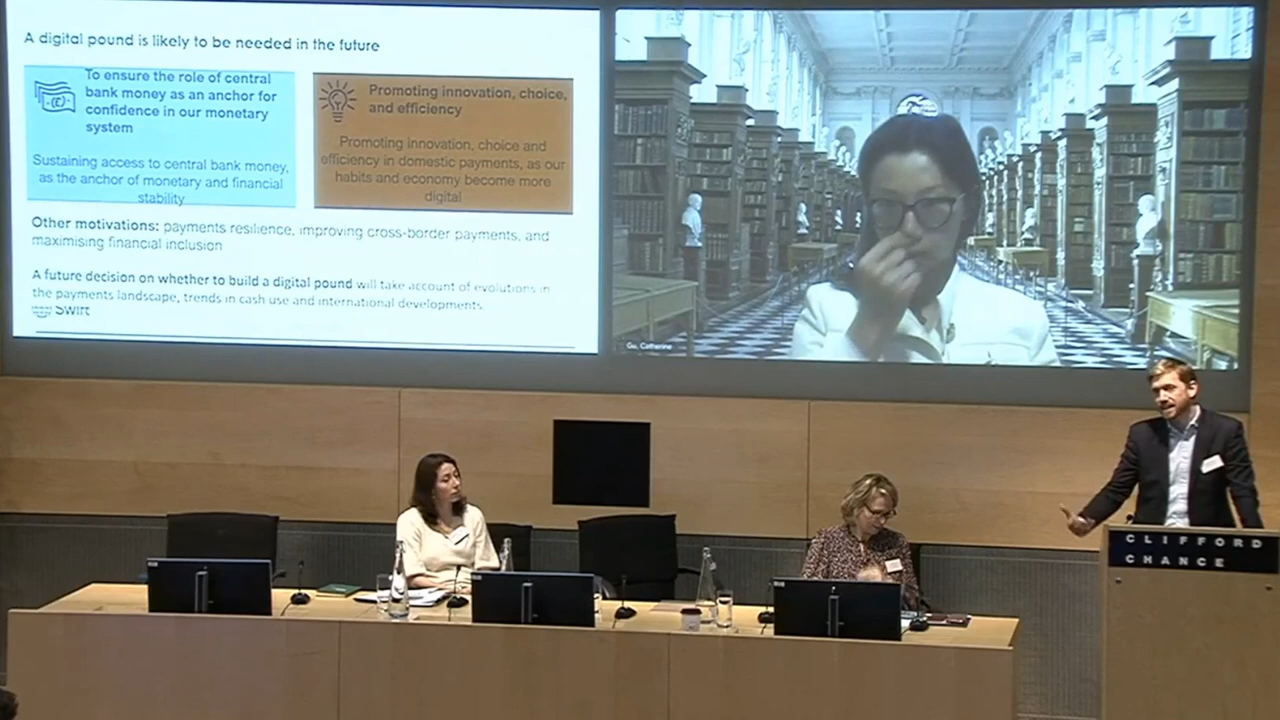 A digital pound is likely to be needed in the future
To ensure the role of central
bank money as an anchor for
confidence in our monetary
system
Sustaining access to central bank money,
as the anchor of monetary and financial
stability
Promoting innovation, choice,
and efficiency
Promoting innovation, choice and
efficiency in domestic payments, as our
habits and economy become more
digital
Other motivations: payments resilience, improving cross-border payments, and
maximising financial inclusion
A future decision on whether to build a digital pound will take account of evolutions in
the payments landscape, trends in cash use and international developments.
Swift
Gu, Catherine
CLIFFORD
CHANCE